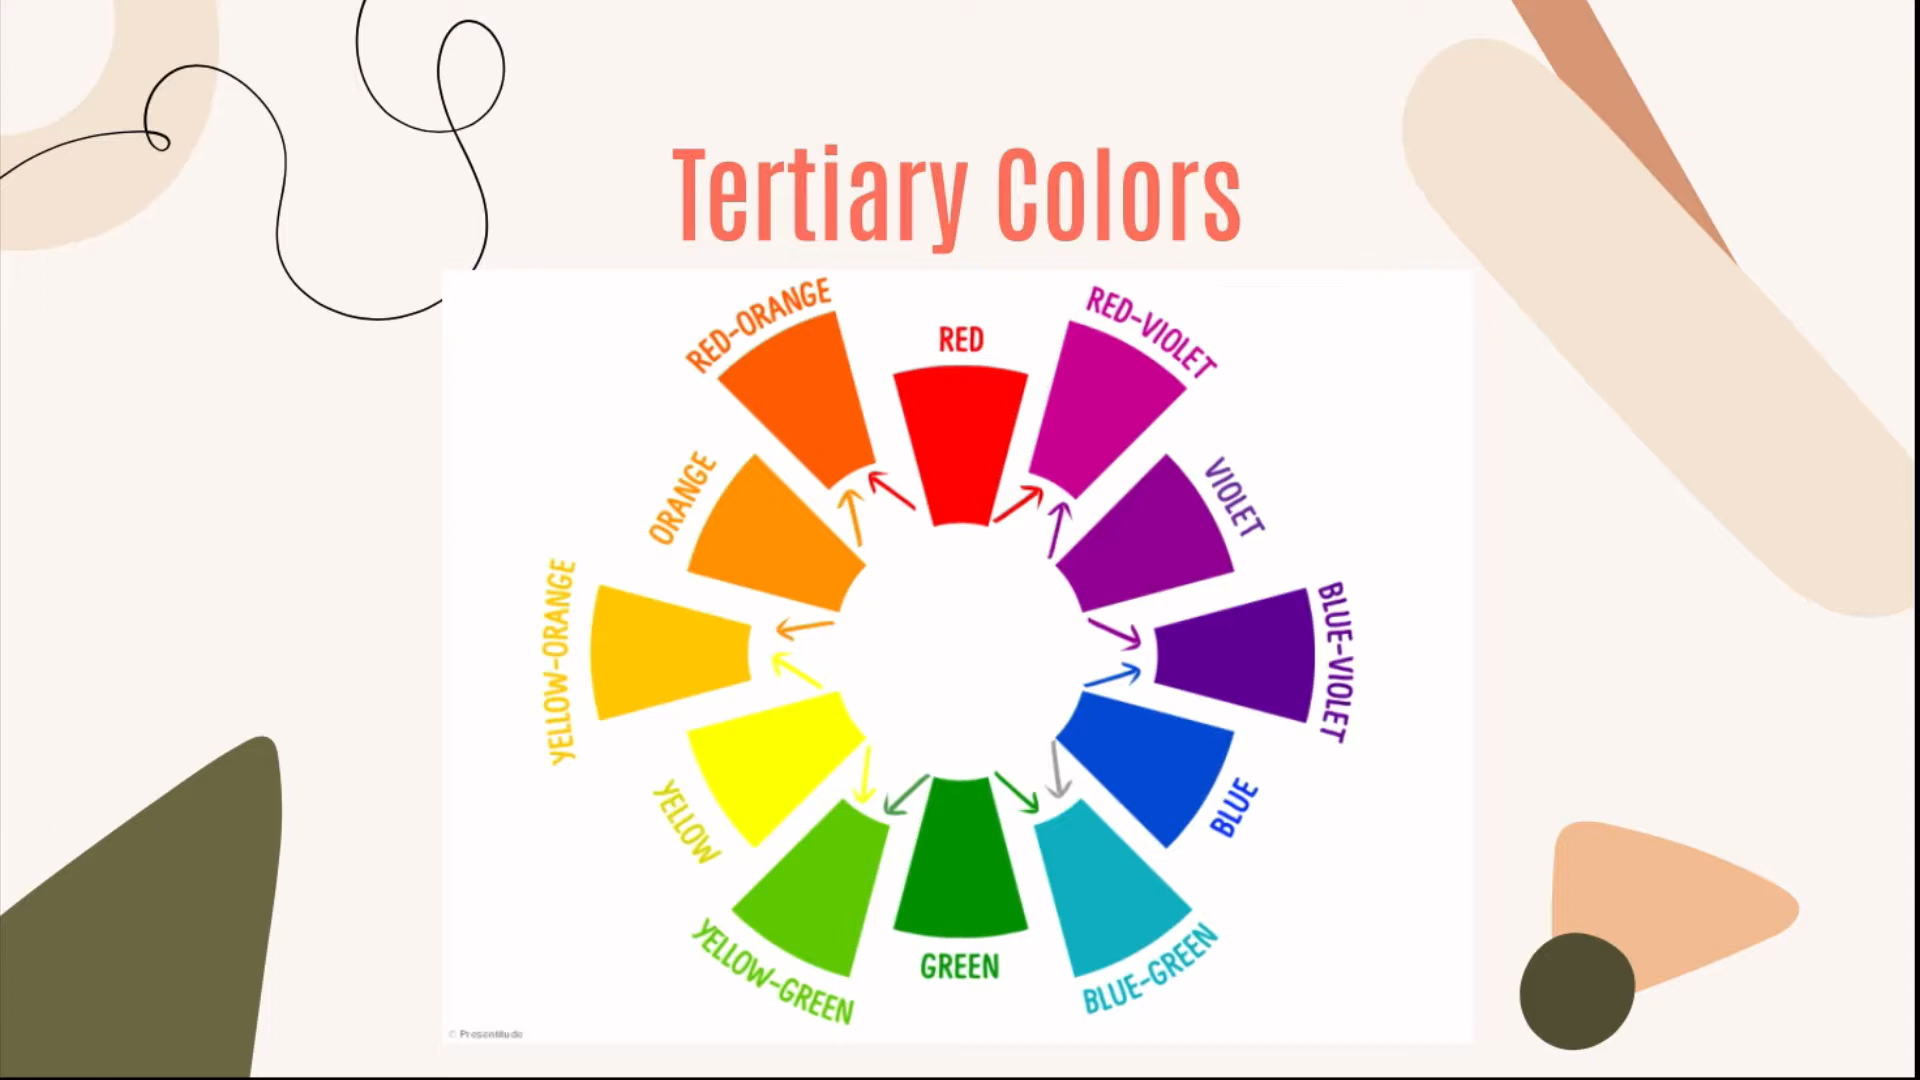 Tertiary Colors
RED-ORANGE
RED
RED-VIOLET
ORANGE
VIOLET
YELLOW-ORANGE
BLUE-VIOLET
YELLOW
BLUE
YELLOW-GREEN
GREEN
BLUE-GREEN
© Presentitude